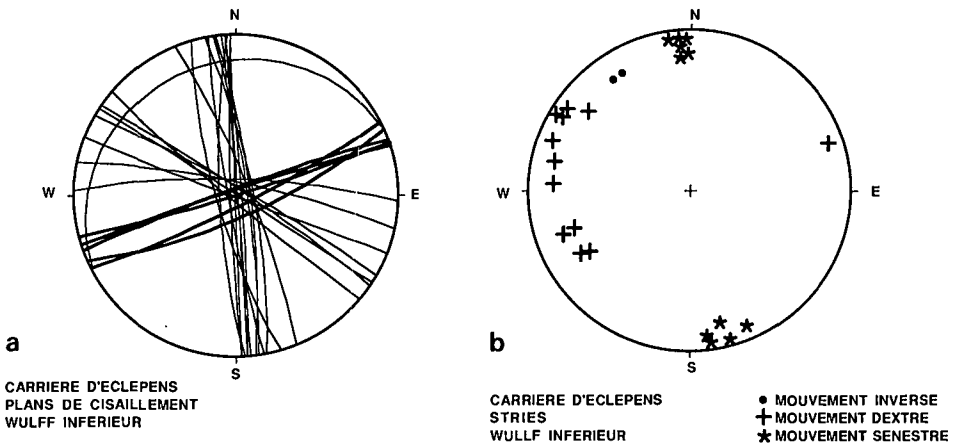 N
W
E
S
a
CARRIERE D'ECLEPENS
PLANS DE CISAILLEMENT
WULFF INFERIEUR
N
W
E
S
b
CARRIERE D'ECLEPENS
STRIES
WULLF INFERIEUR
MOUVEMENT INVERSE
MOUVEMENT DEXTRE
MOUVEMENT SENESTRE